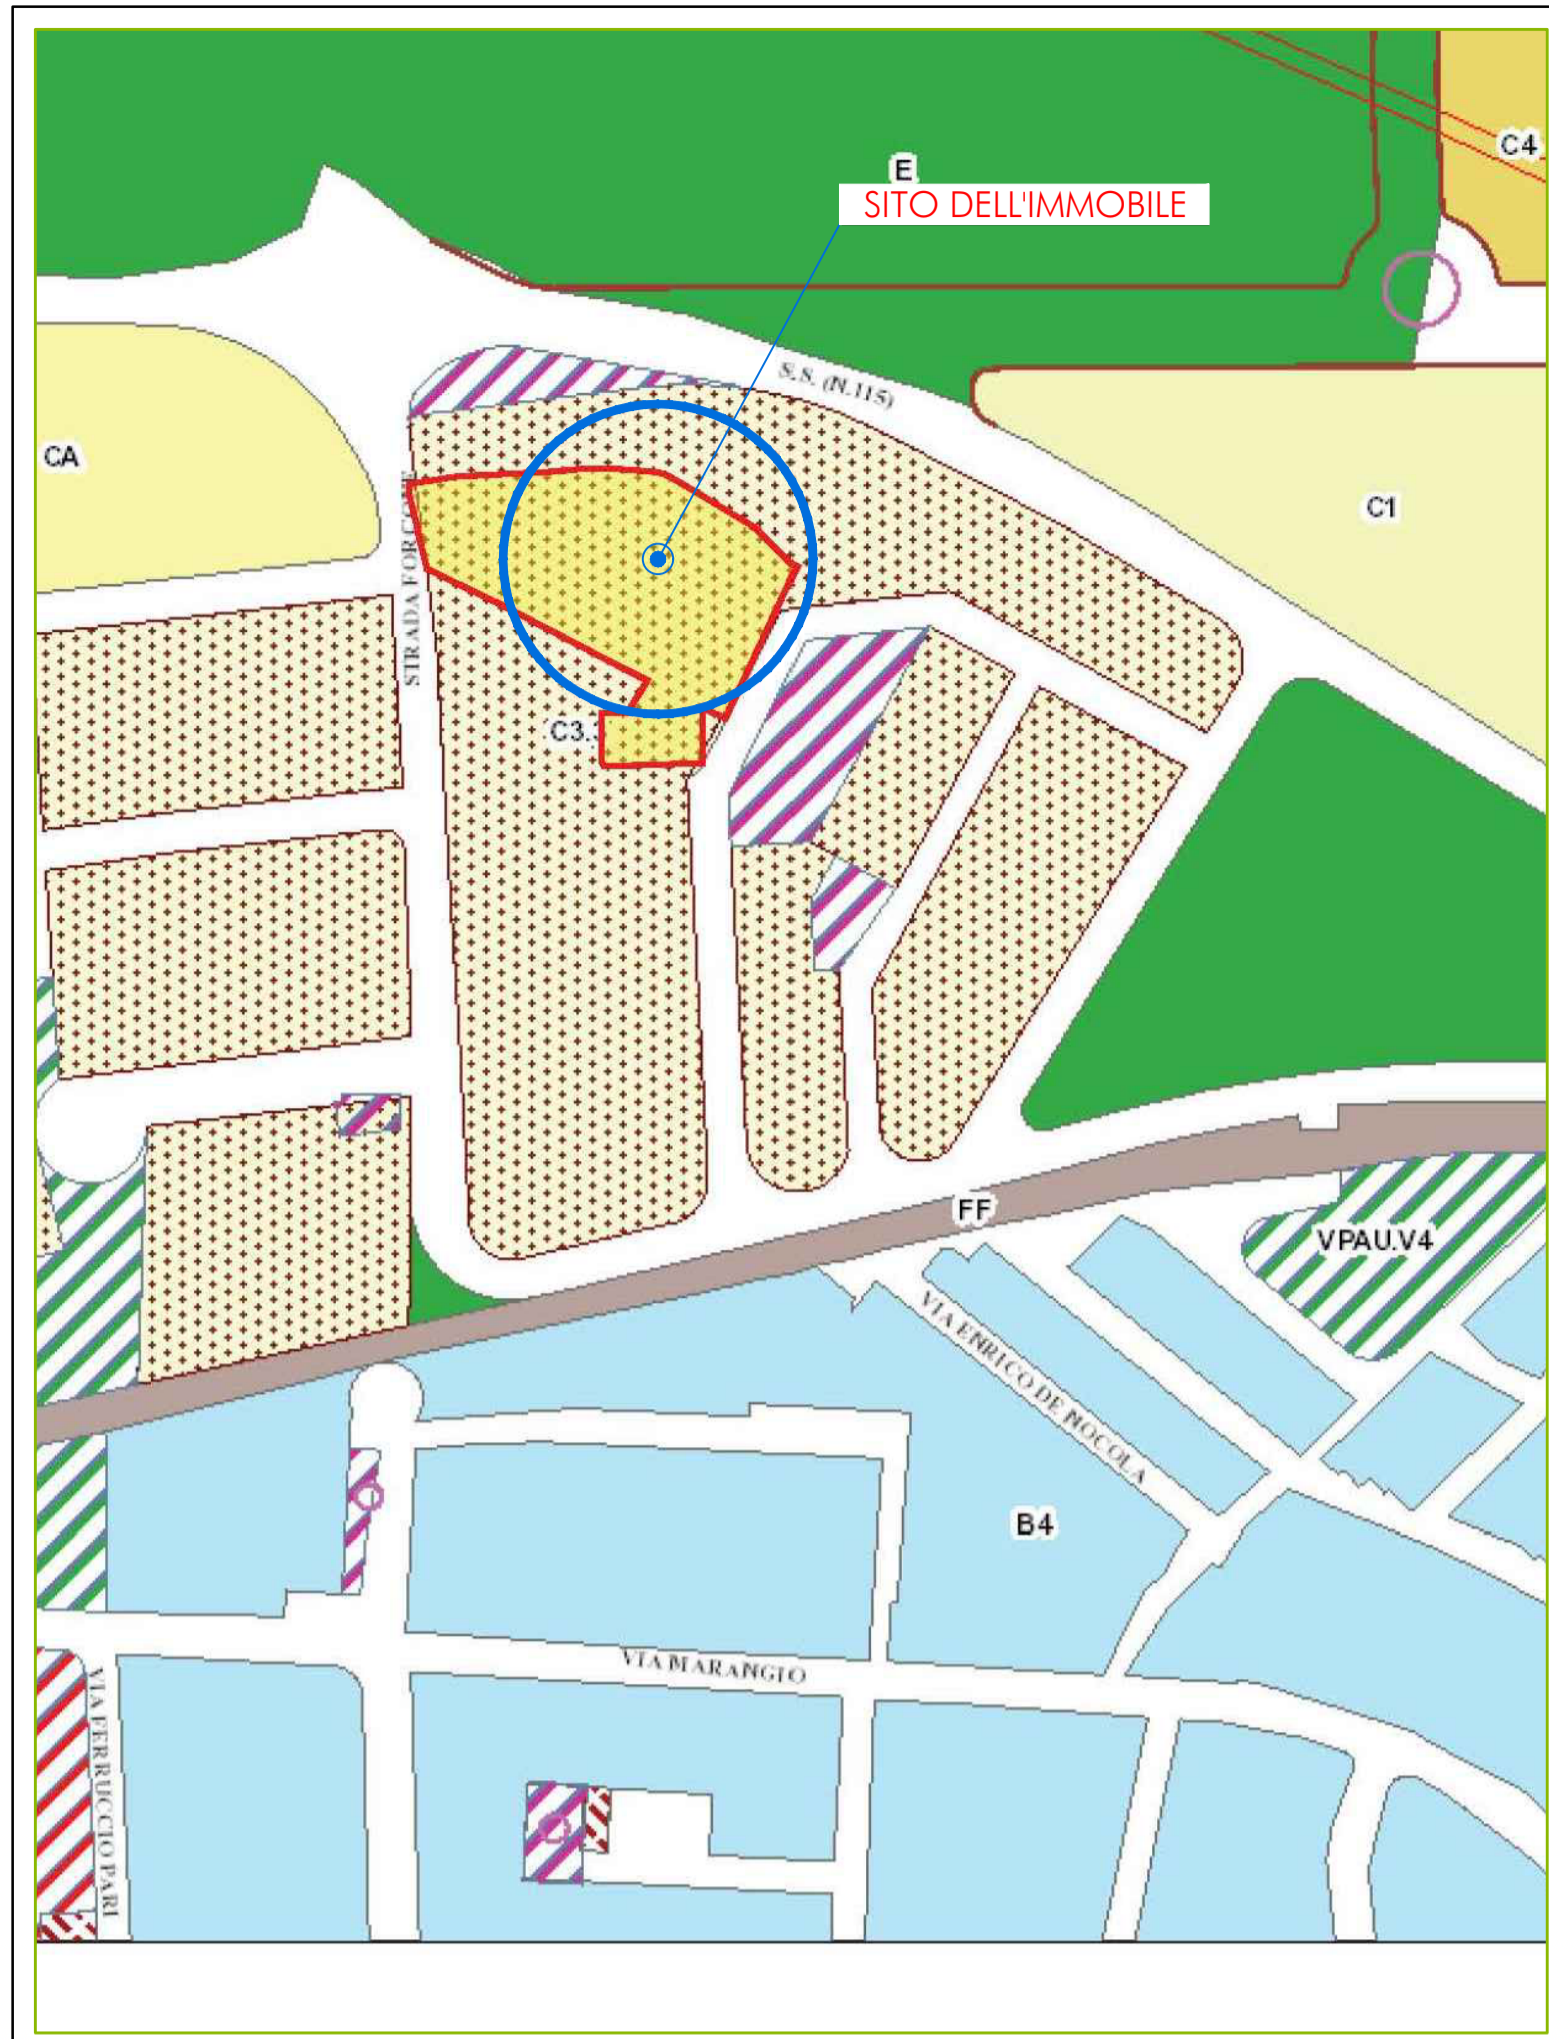 C4
E
SITO DELL'IMMOBILE
S.S. (N.115)
CA
C1
STRADA FORCONE
C3.
FF
VPAU.V4
VIA ENRICO DE NOCOLA
B4
VIA MARANGIO
VIA FERRUCCIO PARI